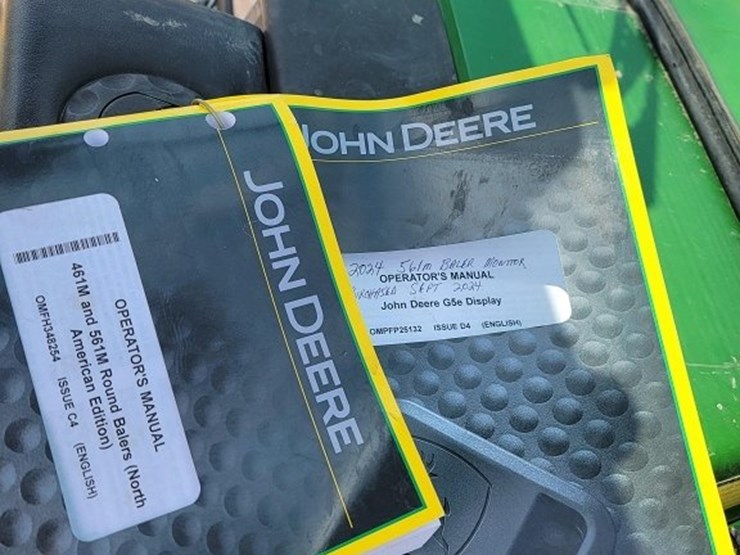 JOHN DEERE
OPERATOR'S MANUAL
461M and 561M Round Balers (North
American Edition)
OMFH348254 ISSUE C4 (ENGLISH)
JOHN DEERE
2024 561m BALER MONITOR
OPERATOR'S MANUAL
PURCHASED SEPT 2024
John Deere G5e Display
OMPFP25132 ISSUE D4 (ENGLISH)